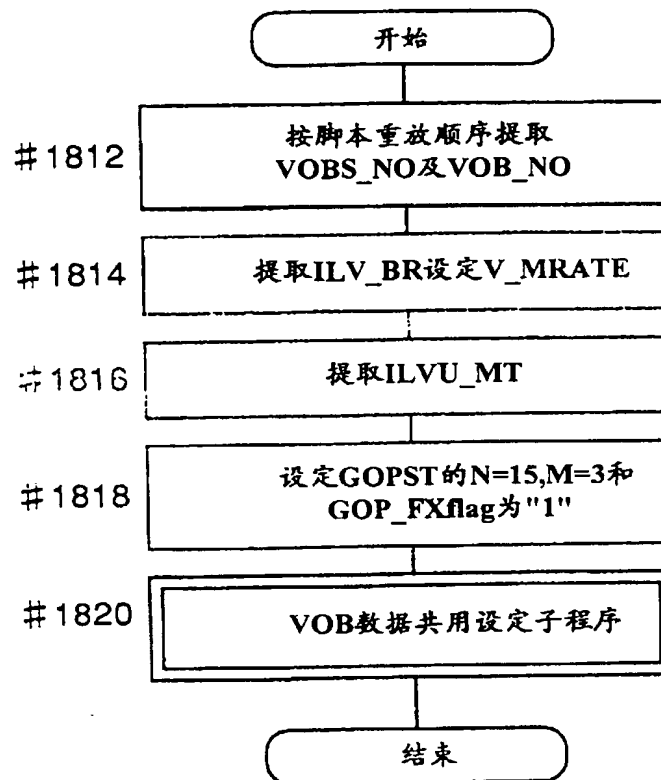 开始
#1812
按脚本重放顺序提取
VOBS_NO及VOB_NO
#1814
提取ILV_BR设定V_MRATE
#1816
提取ILVU_MT
#1818
设定GOPST的N=15,M=3和
GOP_FXflag为"1"
#1820
VOB数据共用设定子程序
结束